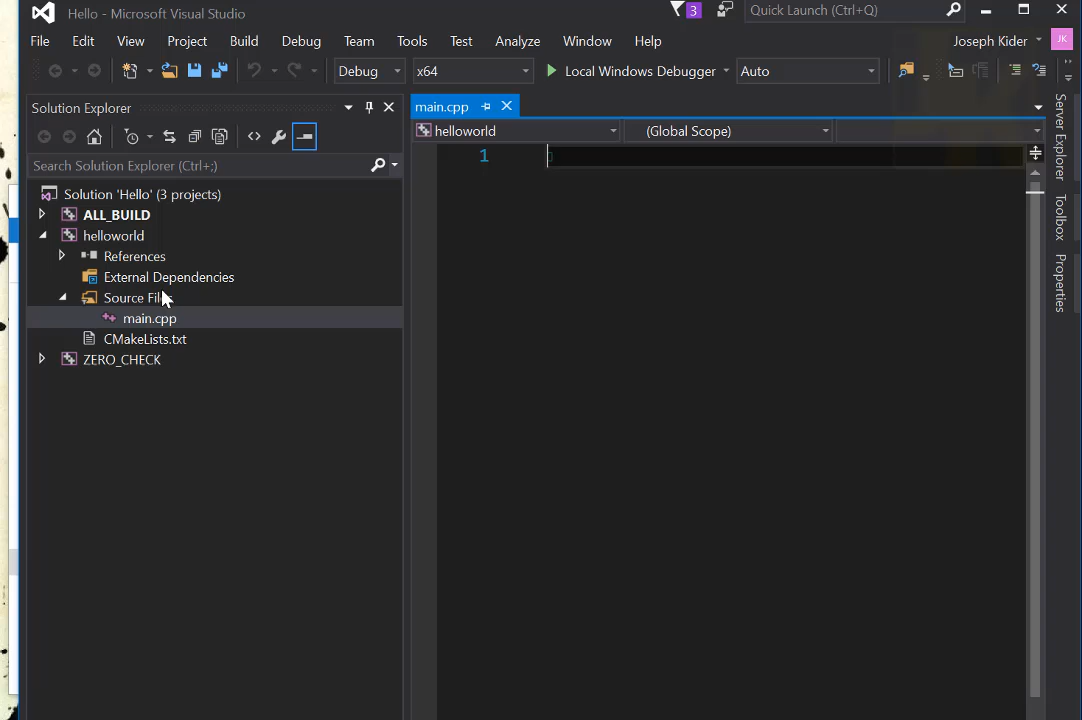 Hello - Microsoft Visual Studio
3
Quick Launch (Ctrl+Q)
File Edit View Project Build Debug Team Tools Test Analyze Window Help
Joseph Kider
JK
Debug
x64
Local Windows Debugger
Auto
Solution Explorer
Search Solution Explorer (Ctrl+;)
Solution 'Hello' (3 projects)
ALL_BUILD
helloworld
References
External Dependencies
Source
main.cpp
CMakeLists.txt
ZERO_CHECK
main.cpp
helloworld
(Global Scope)
1
Server Explorer
Toolbox
Properties